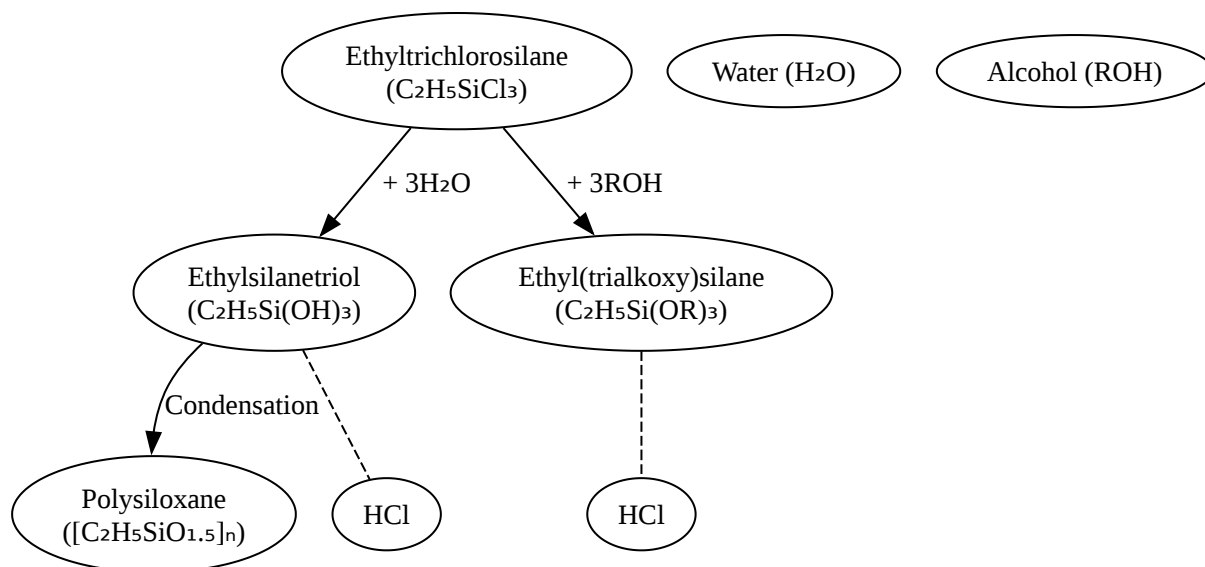 Ethyltrichlorosilane
(C₂H₅SiCl₃)
Water (H₂O)
Alcohol (ROH)
+ 3H₂O
+ 3ROH
Ethylsilanetriol
(C₂H₅Si(OH)₃)
Ethyl(trialkoxy)silane
(C₂H₅Si(OR)₃)
Condensation
Polysiloxane
([C₂H₅SiO₁.₅]ₙ)
HCl
HCl